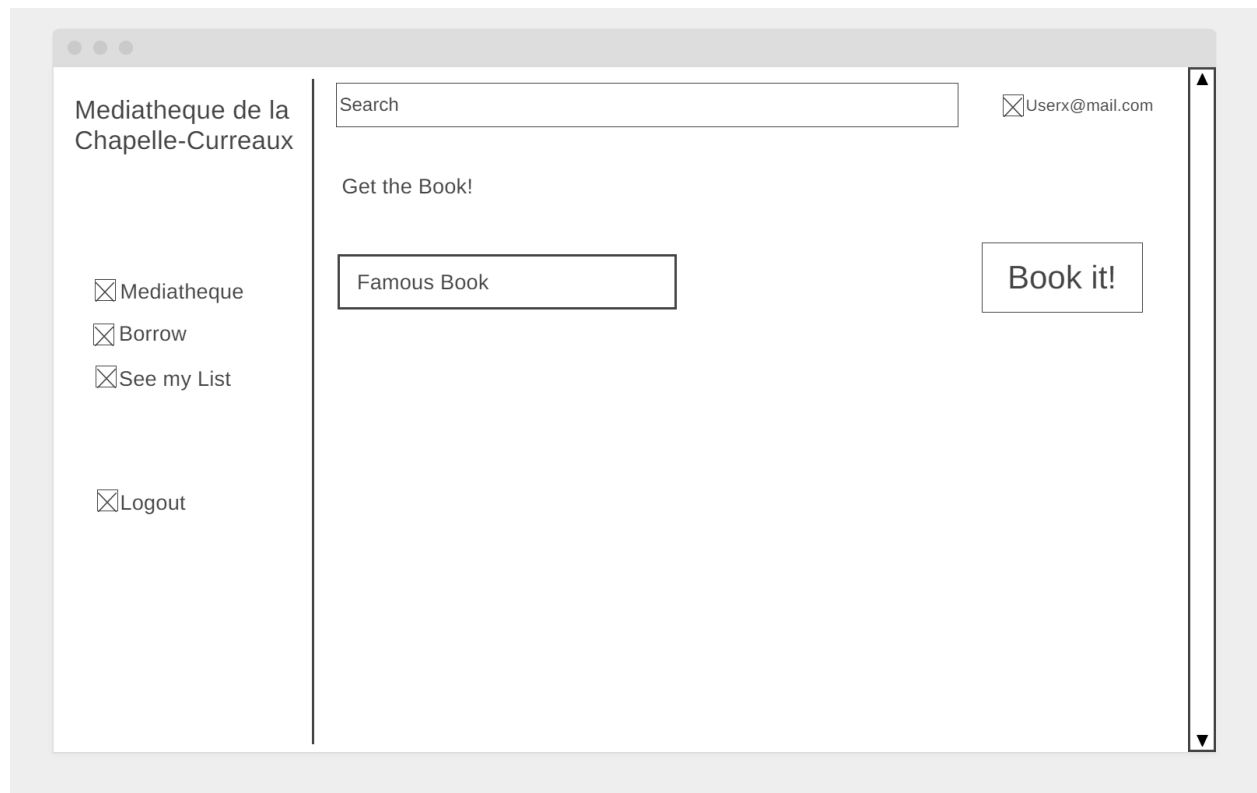 Mediatheque de la
Chapelle-Curreaux
Mediatheque
Borrow
See my List
Logout
Search
Userx@mail.com
Get the Book!
Famous Book
Book it!